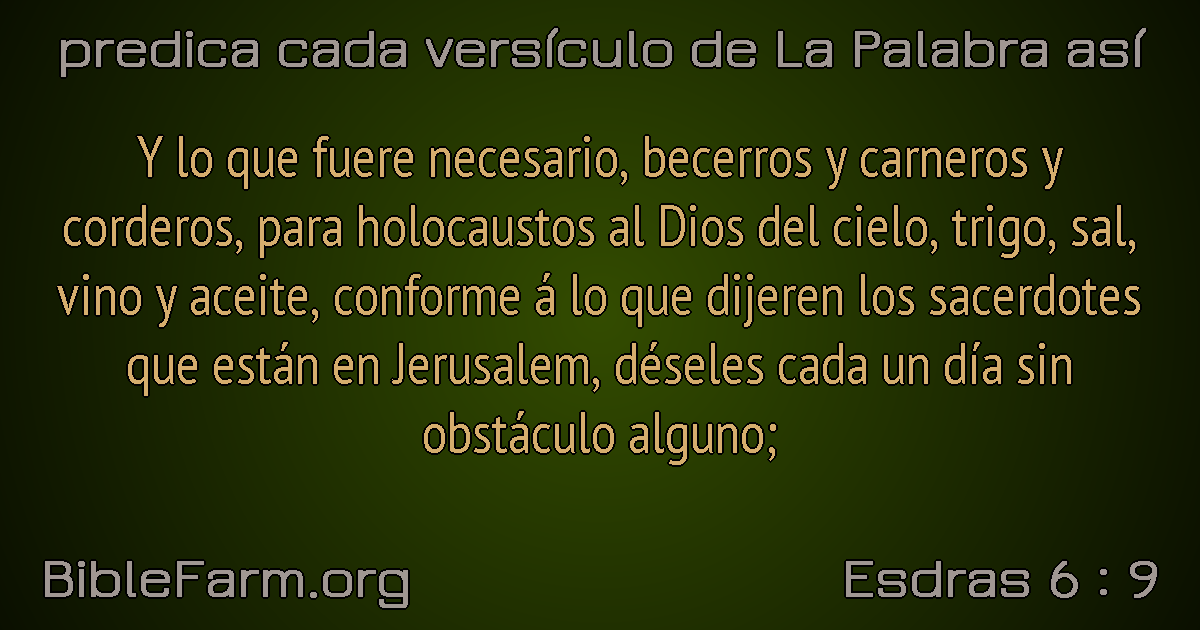 predica cada versículo de La Palabra así
Y lo que fuere necesario, becerros y carneros y
corderos, para holocaustos al Dios del cielo, trigo, sal,
vino y aceite, conforme á lo que dijeren los sacerdotes
que están en Jerusalem, déseles cada un día sin
obstáculo alguno;
BibleFarm.org
Esdras 6 : 9